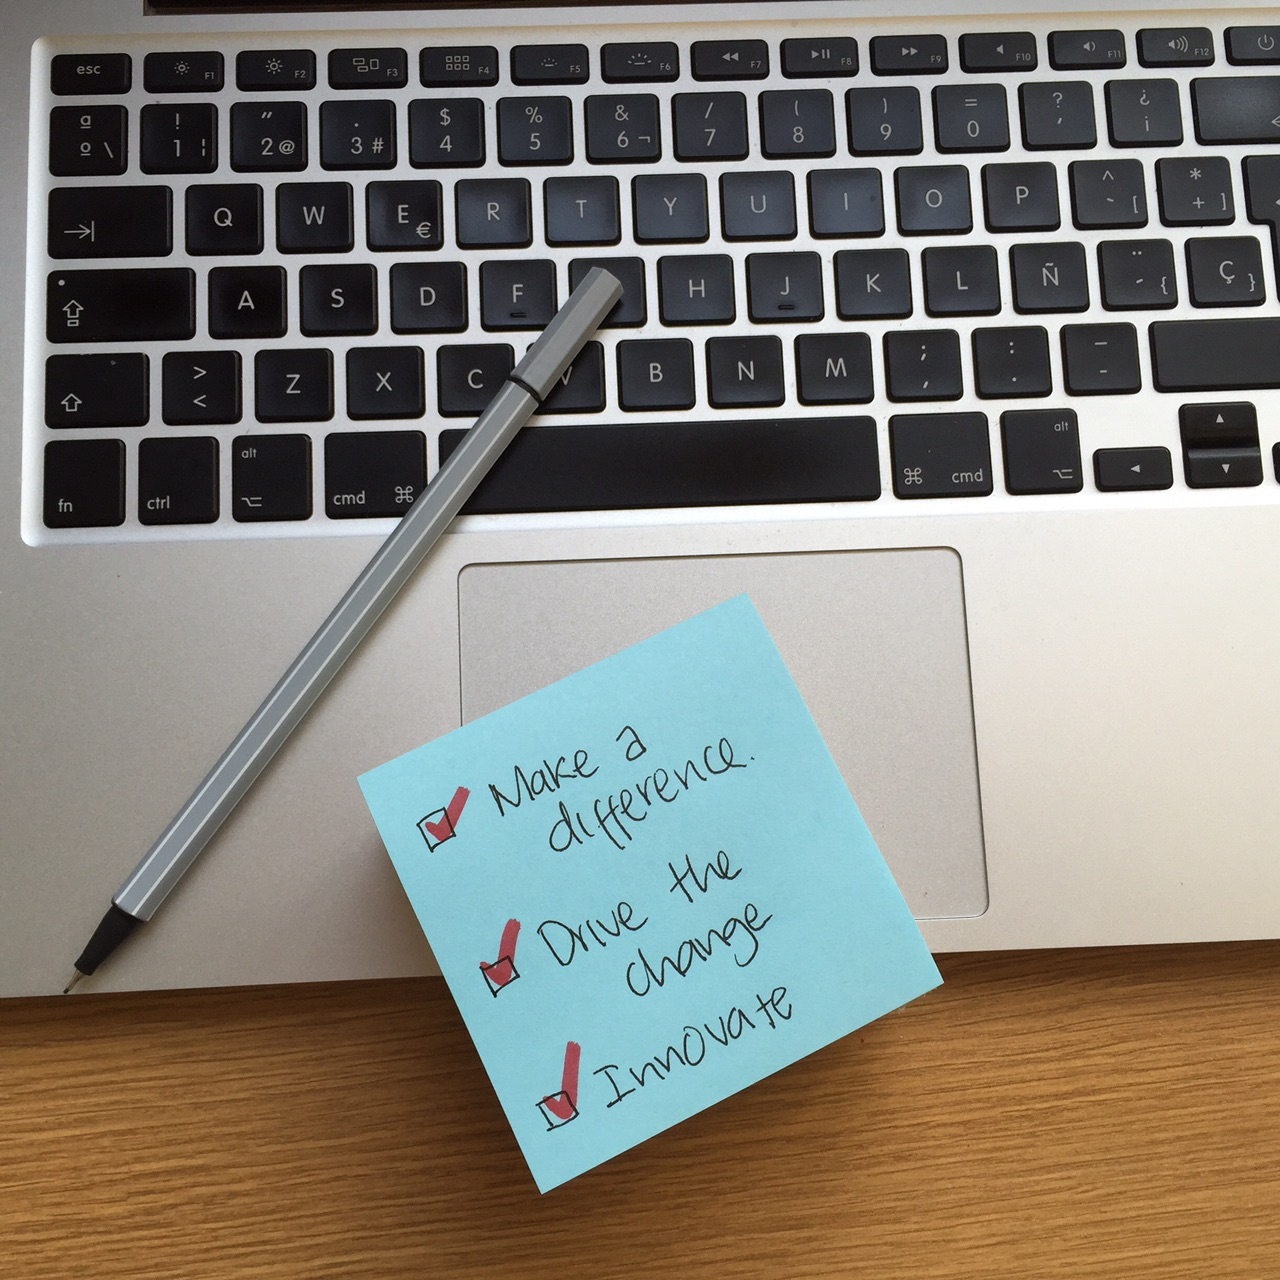 esc F1 F2 F3 F4 F5 F6 F7 F8 F9 F10 F11 F12
ª ! " · $ % & / ( ) = ? ¿
º \ 1 ¦ 2 @ 3 # 4 5 6 ¬ 7 8 9 0 ' ¡
Q W E € R T Y U I O P ^ ` [ * + ]
A S D F H J K L Ñ ¨ ´ { Ç }
> < Z X C V B N M ; , : . _ -
fn ctrl alt cmd ⌘ ⌘ cmd alt
Make a
difference.
Drive the
change
Innovate